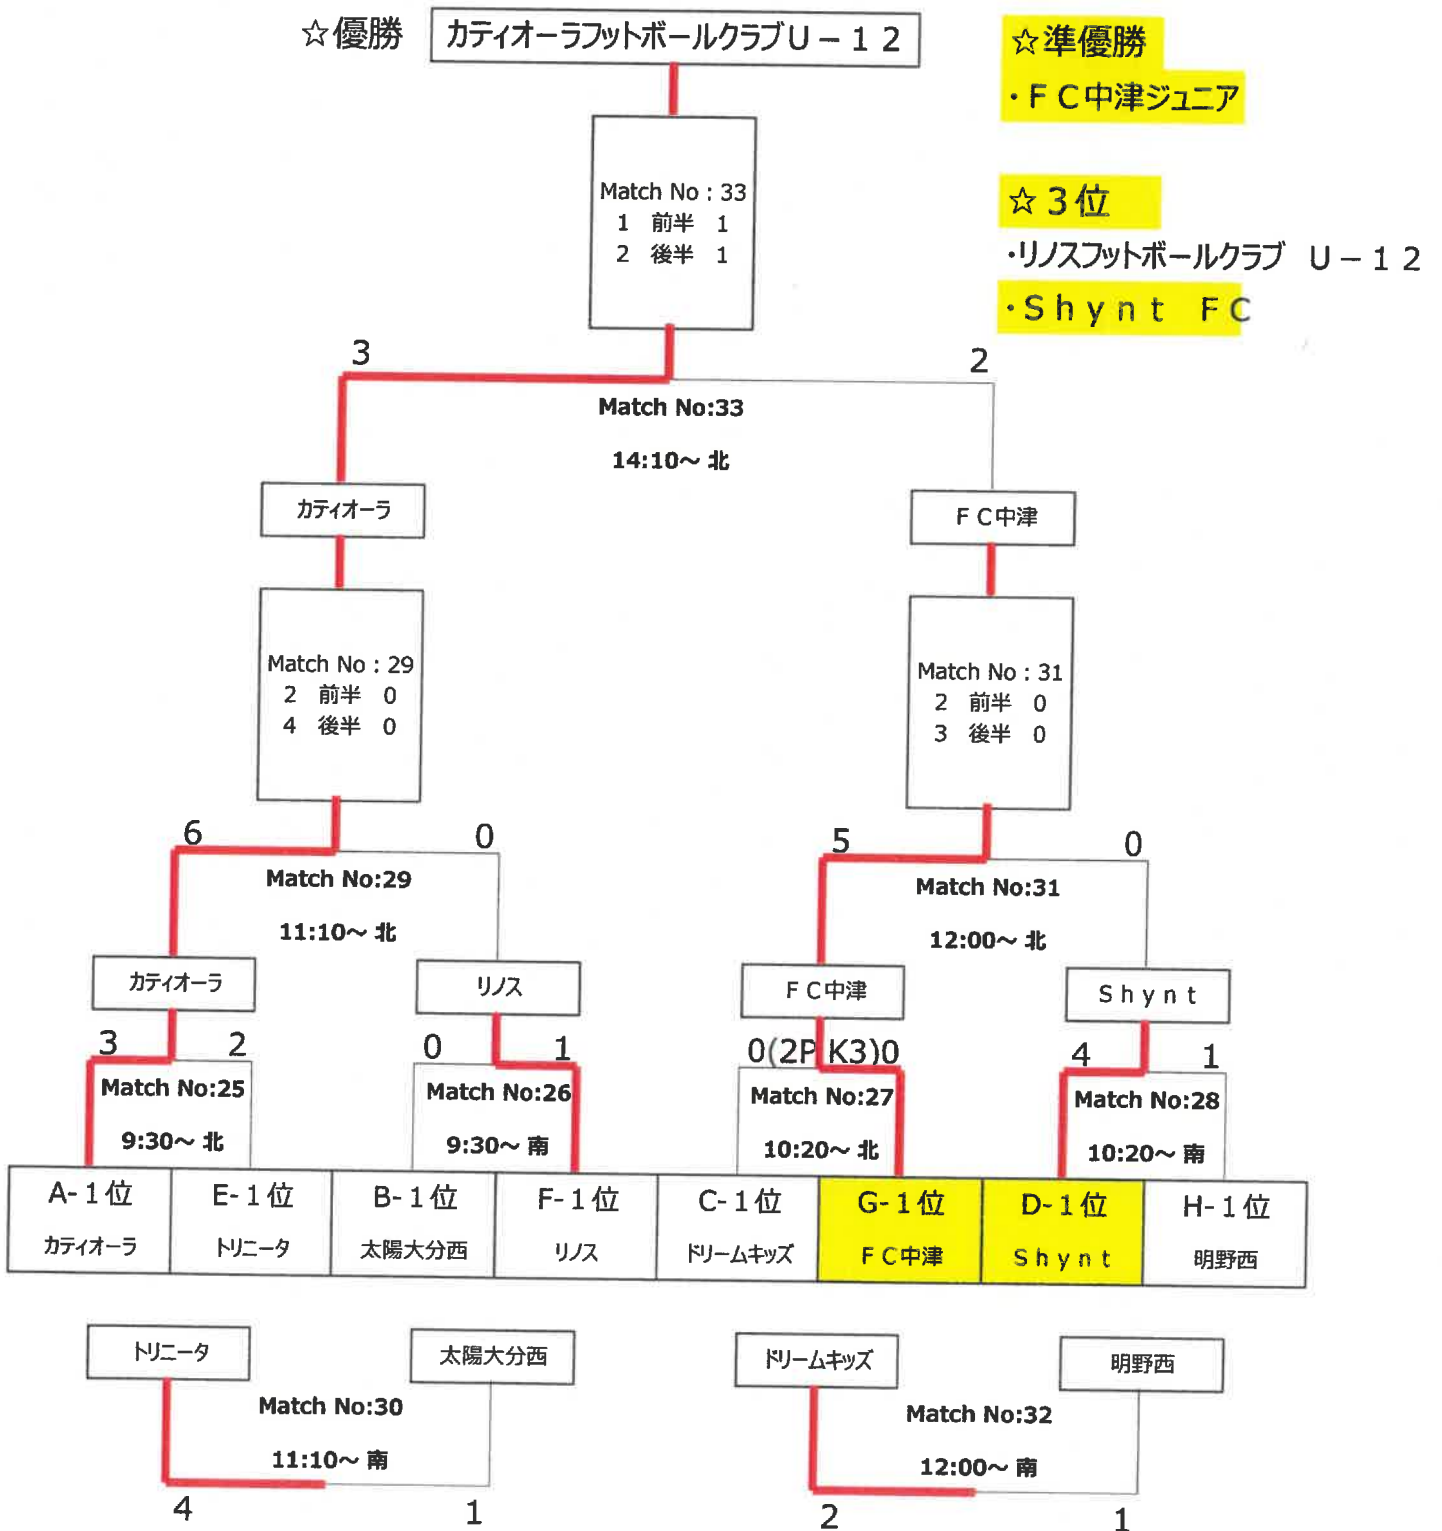 ☆優勝 カティオーラフットボールクラブU－12
☆準優勝
・FC中津ジュニア
☆3位
・リノスフットボールクラブ U－12
・Shynt FC
Match No：33
1 前半 1
2 後半 1
3 2
Match No:33
14:10～ 北
カティオーラ FC中津
Match No：29
2 前半 0
4 後半 0
Match No：31
2 前半 0
3 後半 0
6 0
Match No:29
11:10～ 北
5 0
Match No:31
12:00～ 北
カティオーラ リノス FC中津 Shynt
3 2 0 1 0(2PK3)0 4 1
Match No:25 Match No:26 Match No:27 Match No:28
9:30～ 北 9:30～ 南 10:20～ 北 10:20～ 南
A-1位 E-1位 B-1位 F-1位 C-1位 G-1位 D-1位 H-1位
カティオーラ トリニータ 太陽大分西 リノス ドリームキッズ FC中津 Shynt 明野西
トリニータ 太陽大分西 ドリームキッズ 明野西
Match No:30 Match No:32
11:10～ 南 12:00～ 南
4 1 2 1